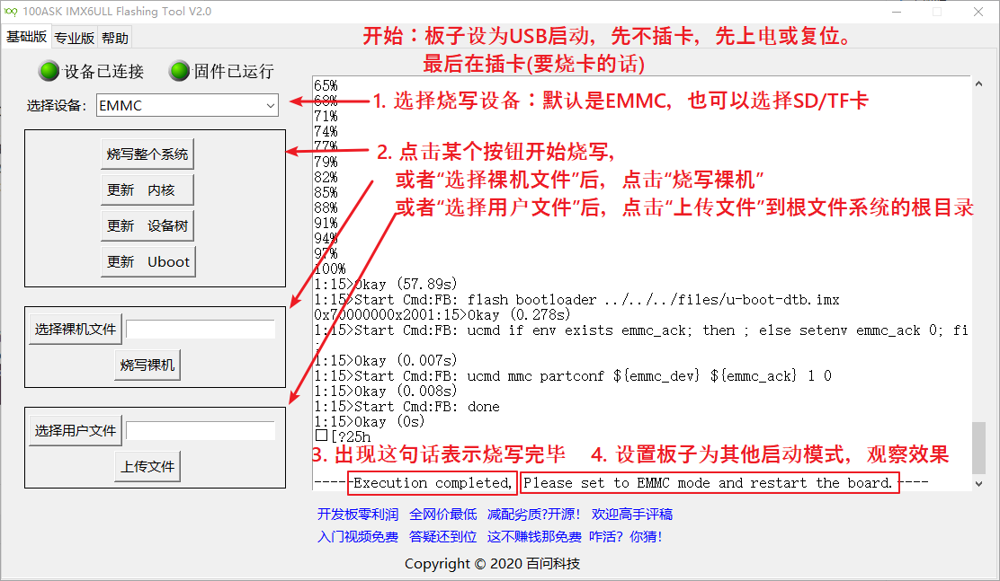 100ASK IMX6ULL Flashing Tool V2.0
基础版 专业版 帮助
开始：板子设为USB启动，先不插卡，先上电或复位。
最后在插卡(要烧卡的话)
设备已连接 固件已运行
选择设备： EMMC
1. 选择烧写设备：默认是EMMC，也可以选择SD/TF卡
烧写整个系统
更新 内核
更新 设备树
更新 Uboot
2. 点击某个按钮开始烧写，
或者“选择裸机文件”后，点击“烧写裸机”
或者“选择用户文件”后，点击“上传文件”到根文件系统的根目录
选择裸机文件
烧写裸机
选择用户文件
上传文件
65%
68%
71%
74%
77%
79%
82%
85%
88%
91%
94%
97%
100%
1:15>Okay (57.89s)
1:15>Start Cmd:FB: flash bootloader ../../../files/u-boot-dtb.imx
0x70000000x2001:15>Okay (0.278s)
1:15>Start Cmd:FB: ucmd if env exists emmc_ack; then ; else setenv emmc_ack 0; fi
;
1:15>Okay (0.007s)
1:15>Start Cmd:FB: ucmd mmc partconf ${emmc_dev} ${emmc_ack} 1 0
1:15>Okay (0.008s)
1:15>Start Cmd:FB: done
1:15>Okay (0s)
□[?25h
3. 出现这句话表示烧写完毕 4. 设置板子为其他启动模式，观察效果
----Execution completed, Please set to EMMC mode and restart the board.----
开发板零利润 全网价最低 减配劣质?开源！ 欢迎高手评稿
入门视频免费 答疑还到位 这不赚钱那免费 咋活？你猜！
Copyright © 2020 百问科技